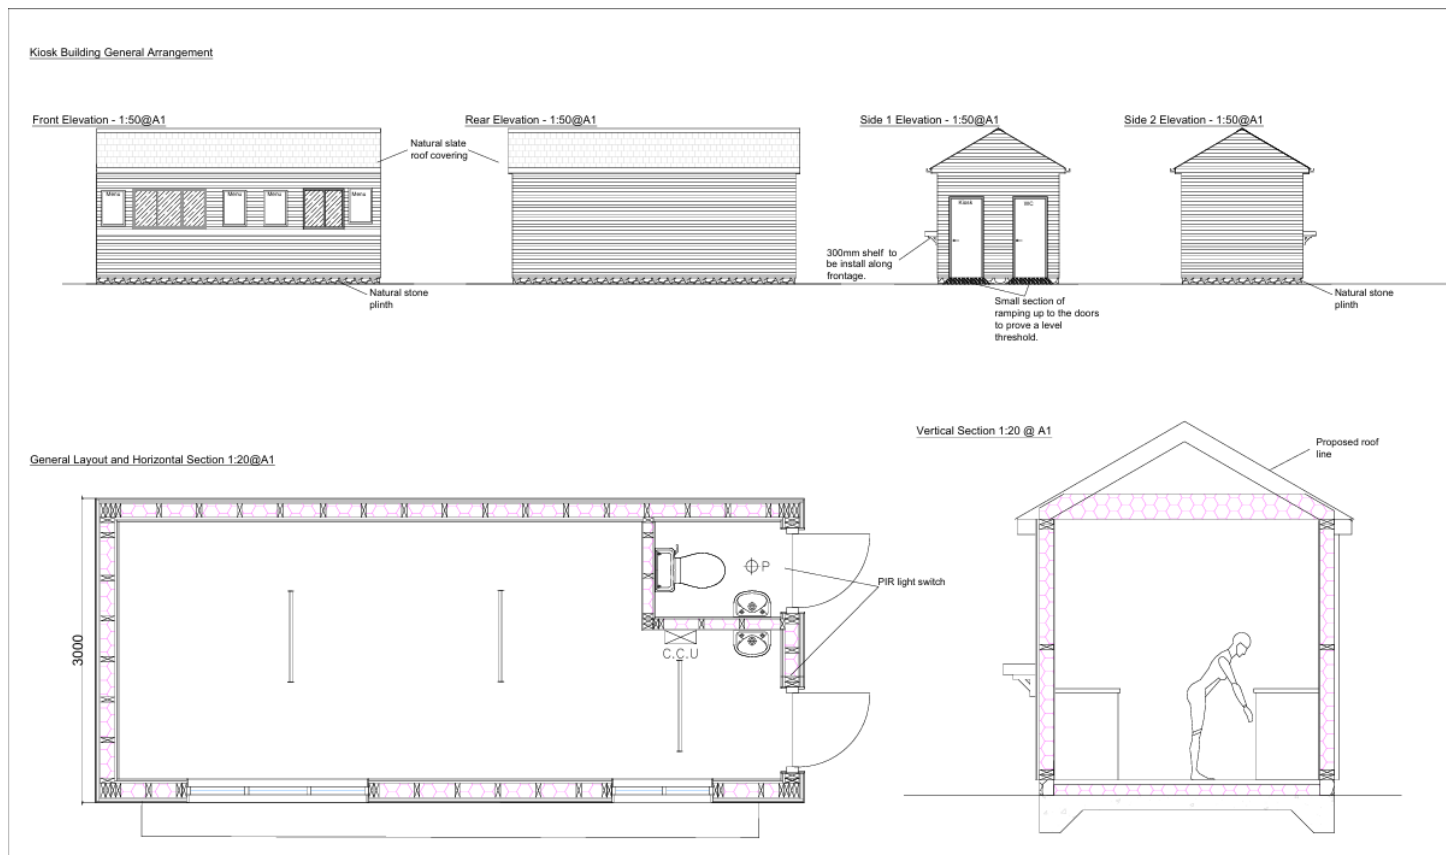 Kiosk Building General Arrangement
Front Elevation - 1:50@A1
Rear Elevation - 1:50@A1
Side 1 Elevation - 1:50@A1
Side 2 Elevation - 1:50@A1
Natural slate
roof covering
Menu
Menu
Menu
Menu
Kiosk
WC
300mm shelf to
be install along
frontage.
Natural stone
plinth
Small section of
ramping up to the doors
to prove a level
threshold.
Natural stone
plinth
General Layout and Horizontal Section 1:20@A1
Vertical Section 1:20 @ A1
Proposed roof
line
P
PIR light switch
3000
C.C.U